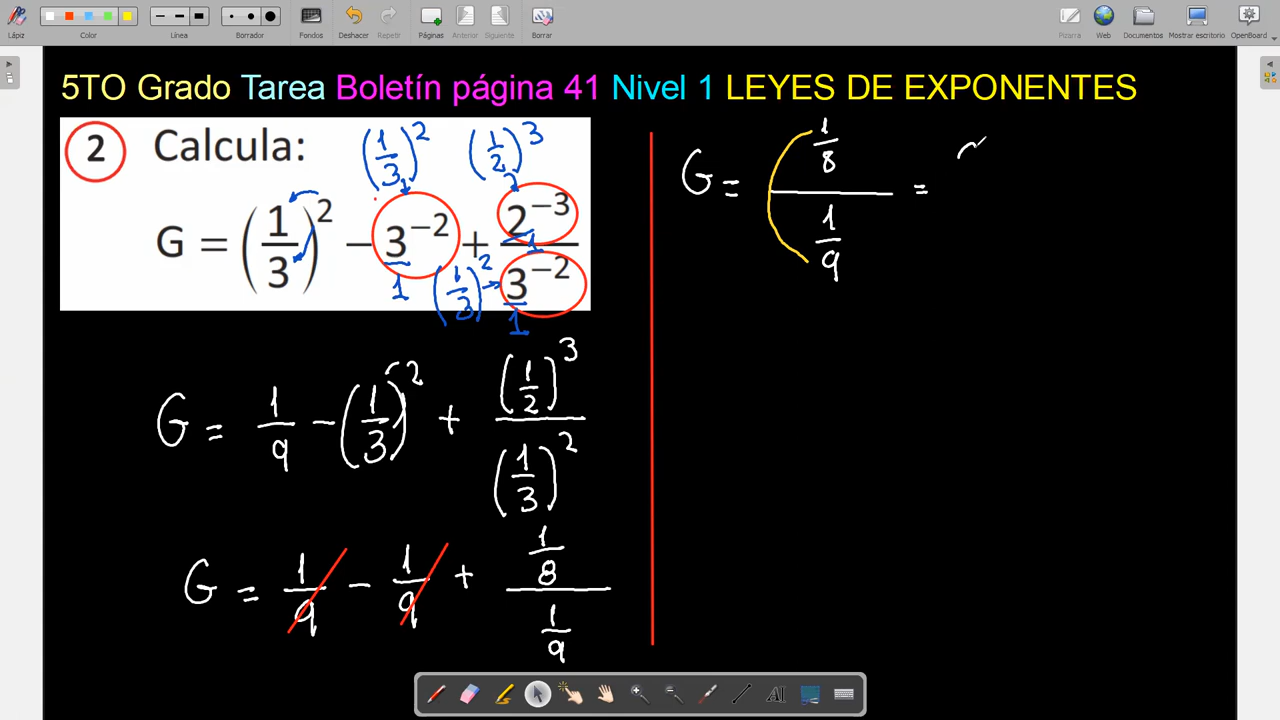 Lápiz Color Línea Borrador Fondos Deshacer Repetir Páginas Anterior Siguiente Borrar Pizarra Web Documentos Mostrar escritorio OpenBoard
5TO Grado Tarea Boletín página 41 Nivel 1 LEYES DE EXPONENTES
2 Calcula: (1/3)^2 (1/2)^3
G = (1/3)^2 − 3^−2 + 2^−3/3^−2
1 (1/3)^2 1 1
G = 1/9 − (1/3)^2 + (1/2)^3/(1/3)^2
G = 1/9 − 1/9 + 1/8/1/9
G = 1/8/1/9 =
AI